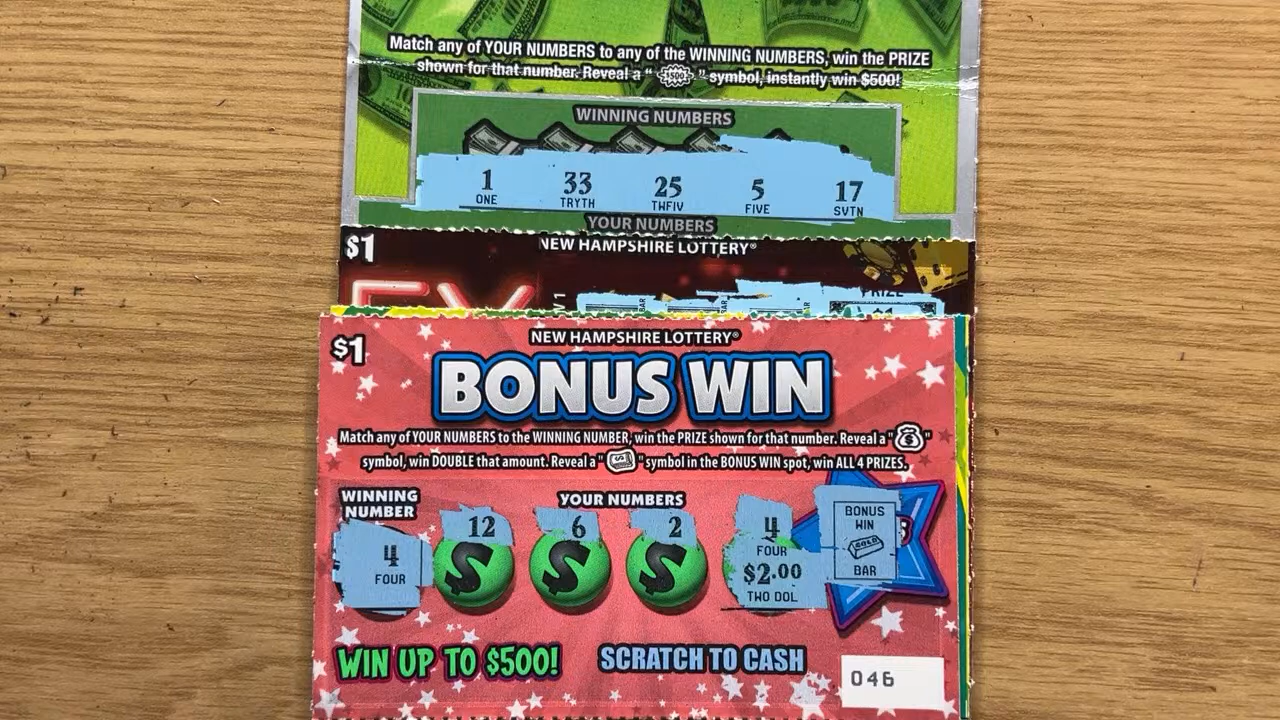 Match any of YOUR NUMBERS to any of the WINNING NUMBERS, win the PRIZE
shown for that number. Reveal a " $500 " symbol, instantly win $500!
WINNING NUMBERS
1 33 25 5 17
ONE TRYTH TWFIV FIVE SVTN
YOUR NUMBERS
$1 NEW HAMPSHIRE LOTTERY®
PRIZE
NEW HAMPSHIRE LOTTERY®
$1
BONUS WIN
Match any of YOUR NUMBERS to the WINNING NUMBER, win the PRIZE shown for that number. Reveal a " $ "
symbol, win DOUBLE that amount. Reveal a " " symbol in the BONUS WIN spot, win ALL 4 PRIZES.
WINNING
NUMBER
YOUR NUMBERS
4
FOUR
12 6 2 4
S S S FOUR
$2.00
TWO DOL
BONUS
WIN
GOLD
BAR
WIN UP TO $500! SCRATCH TO CASH
046